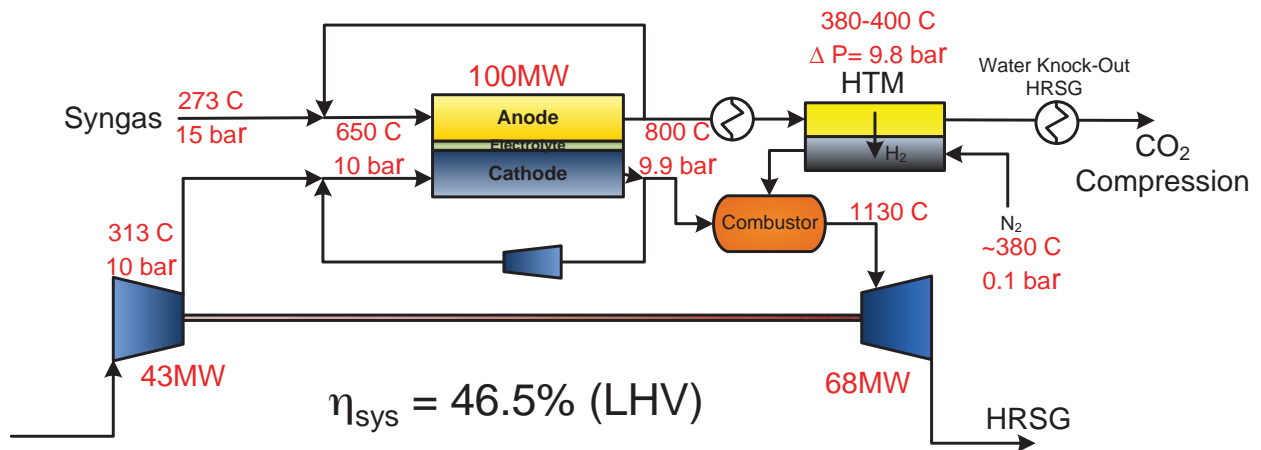 380-400 C
Δ P= 9.8 bar
HTM
Water Knock-Out
HRSG
100MW
Syngas
273 C
15 bar
650 C
10 bar
Anode
Electrolyte
Cathode
800 C
9.9 bar
H₂
CO₂
Compression
N₂
~380 C
0.1 bar
Combustor
1130 C
313 C
10 bar
43MW
68MW
ηsys = 46.5% (LHV)
HRSG